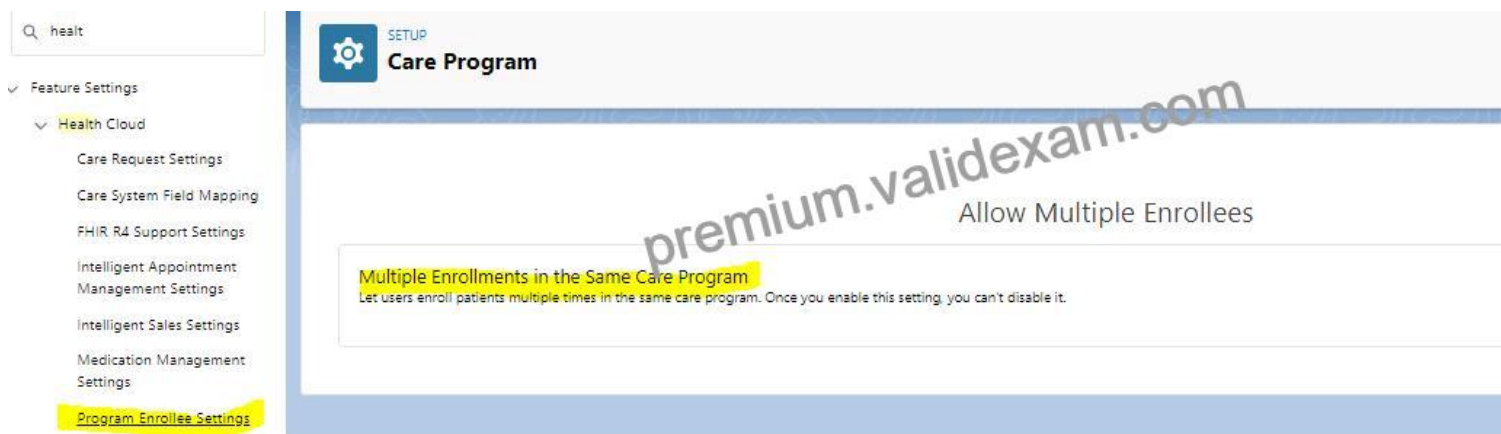 healt
Feature Settings
Health Cloud
Care Request Settings
Care System Field Mapping
FHIR R4 Support Settings
Intelligent Appointment
Management Settings
Intelligent Sales Settings
Medication Management
Settings
Program Enrollee Settings
SETUP
Care Program
premium.validexam.com
Allow Multiple Enrollees
Multiple Enrollments in the Same Care Program
Let users enroll patients multiple times in the same care program. Once you enable this setting, you can't disable it.